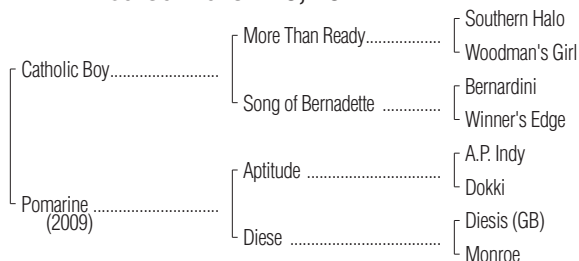 Southern Halo
More Than Ready
Woodman's Girl
Catholic Boy
Bernardini
Song of Bernadette
Winner's Edge
A.P. Indy
Aptitude
Dokki
Pomarine
(2009)
Diesis (GB)
Diese
Monroe